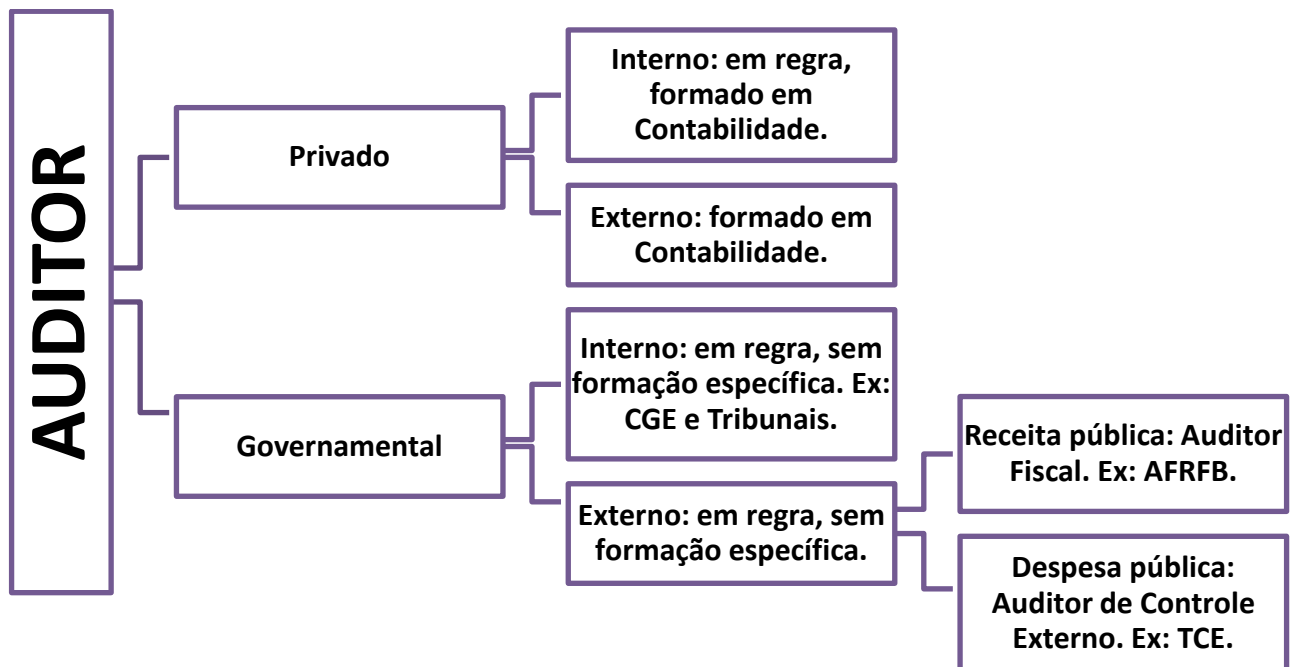 AUDITOR
Privado
Interno: em regra,
formado em
Contabilidade.
Externo: formado em
Contabilidade.
Governamental
Interno: em regra, sem
formação específica. Ex:
CGE e Tribunais.
Externo: em regra, sem
formação específica.
Receita pública: Auditor
Fiscal. Ex: AFRFB.
Despesa pública:
Auditor de Controle
Externo. Ex: TCE.